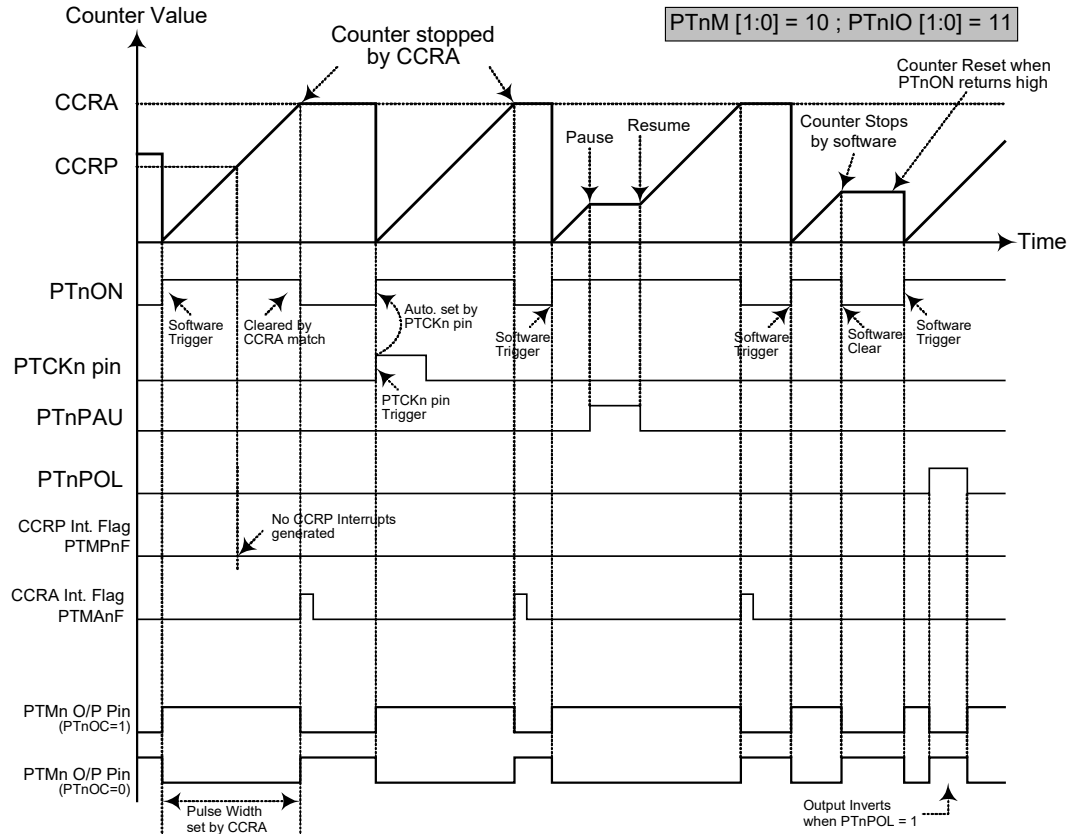 Counter Value
PTnM [1:0] = 10 ; PTnIO [1:0] = 11
Counter stopped
by CCRA
Counter Reset when
PTnON returns high
CCRA
Counter Stops
by software
Pause
Resume
CCRP
Time
PTnON
Software
Trigger
Cleared by
CCRA match
Auto. set by
PTCKn pin
Software
Trigger
Software
Trigger
Software
Clear
Software
Trigger
PTCKn pin
PTCKn pin
Trigger
PTnPAU
PTnPOL
No CCRP Interrupts
generated
CCRP Int. Flag
PTMPnF
CCRA Int. Flag
PTMAnF
PTMn O/P Pin
(PTnOC=1)
PTMn O/P Pin
(PTnOC=0)
Pulse Width
set by CCRA
Output Inverts
when PTnPOL = 1